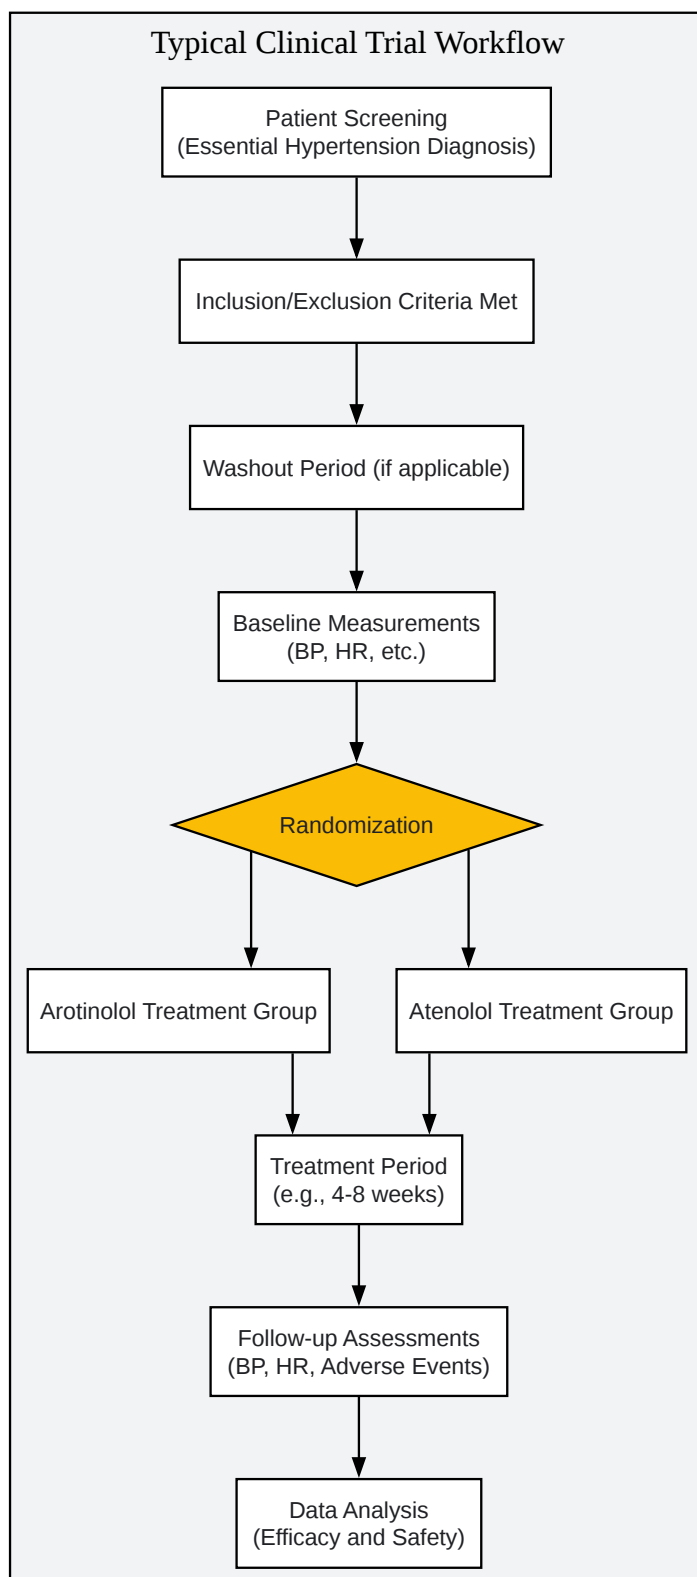 Typical Clinical Trial Workflow
Patient Screening
(Essential Hypertension Diagnosis)
Inclusion/Exclusion Criteria Met
Washout Period (if applicable)
Baseline Measurements
(BP, HR, etc.)
Randomization
Arotinolol Treatment Group
Atenolol Treatment Group
Treatment Period
(e.g., 4-8 weeks)
Follow-up Assessments
(BP, HR, Adverse Events)
Data Analysis
(Efficacy and Safety)